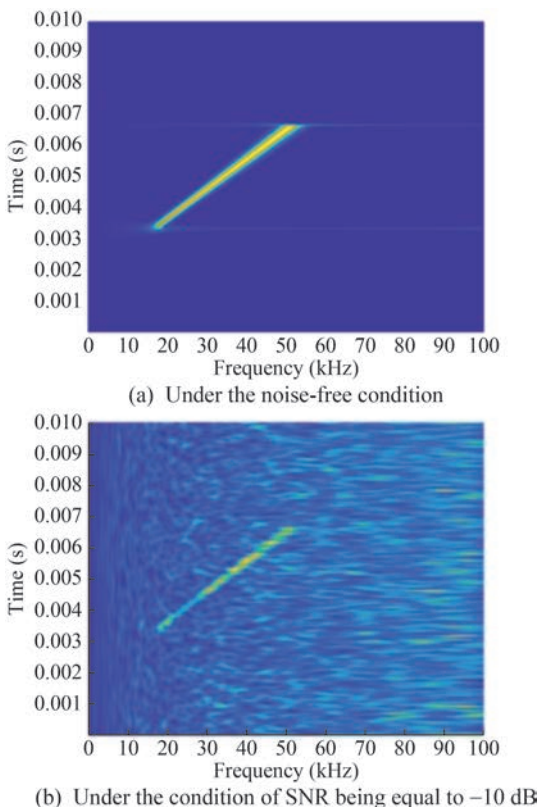 0.010
0.009
0.008
0.007
0.006
0.005
0.004
0.003
0.002
0.001
Time (s)
0 10 20 30 40 50 60 70 80 90 100
Frequency (kHz)
(a) Under the noise-free condition
0.010
0.009
0.008
0.007
0.006
0.005
0.004
0.003
0.002
0.001
Time (s)
0 10 20 30 40 50 60 70 80 90 100
Frequency (kHz)
(b) Under the condition of SNR being equal to −10 dB